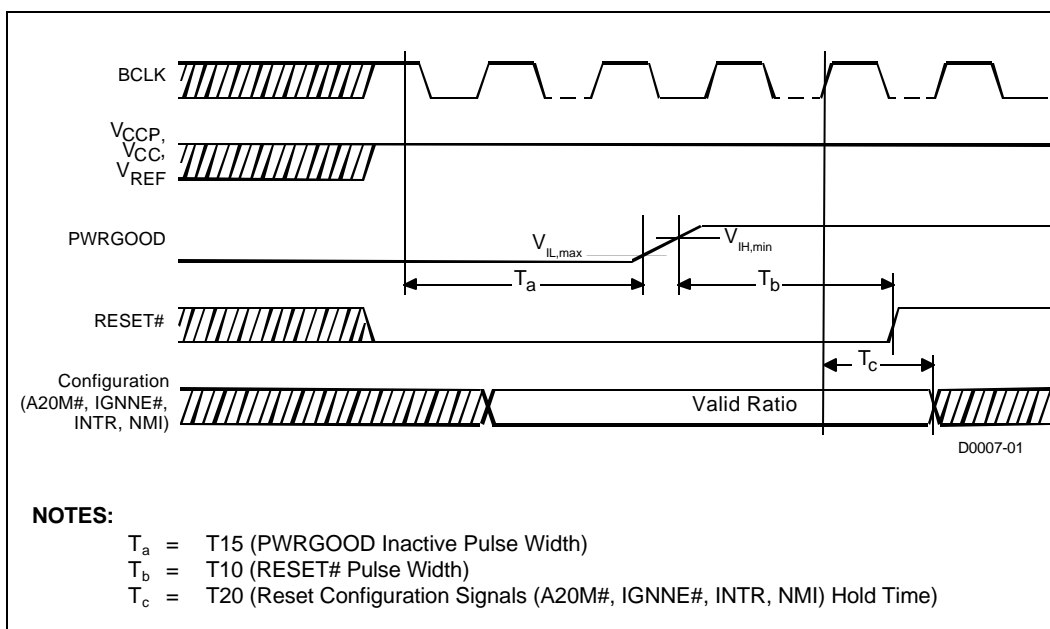 BCLK
VCCP,
VCC,
VREF
PWRGOOD
VIL,max
VIH,min
Ta
Tb
RESET#
Tc
Configuration
(A20M#, IGNNE#,
INTR, NMI)
Valid Ratio
D0007-01
NOTES:
Ta = T15 (PWRGOOD Inactive Pulse Width)
Tb = T10 (RESET# Pulse Width)
Tc = T20 (Reset Configuration Signals (A20M#, IGNNE#, INTR, NMI) Hold Time)